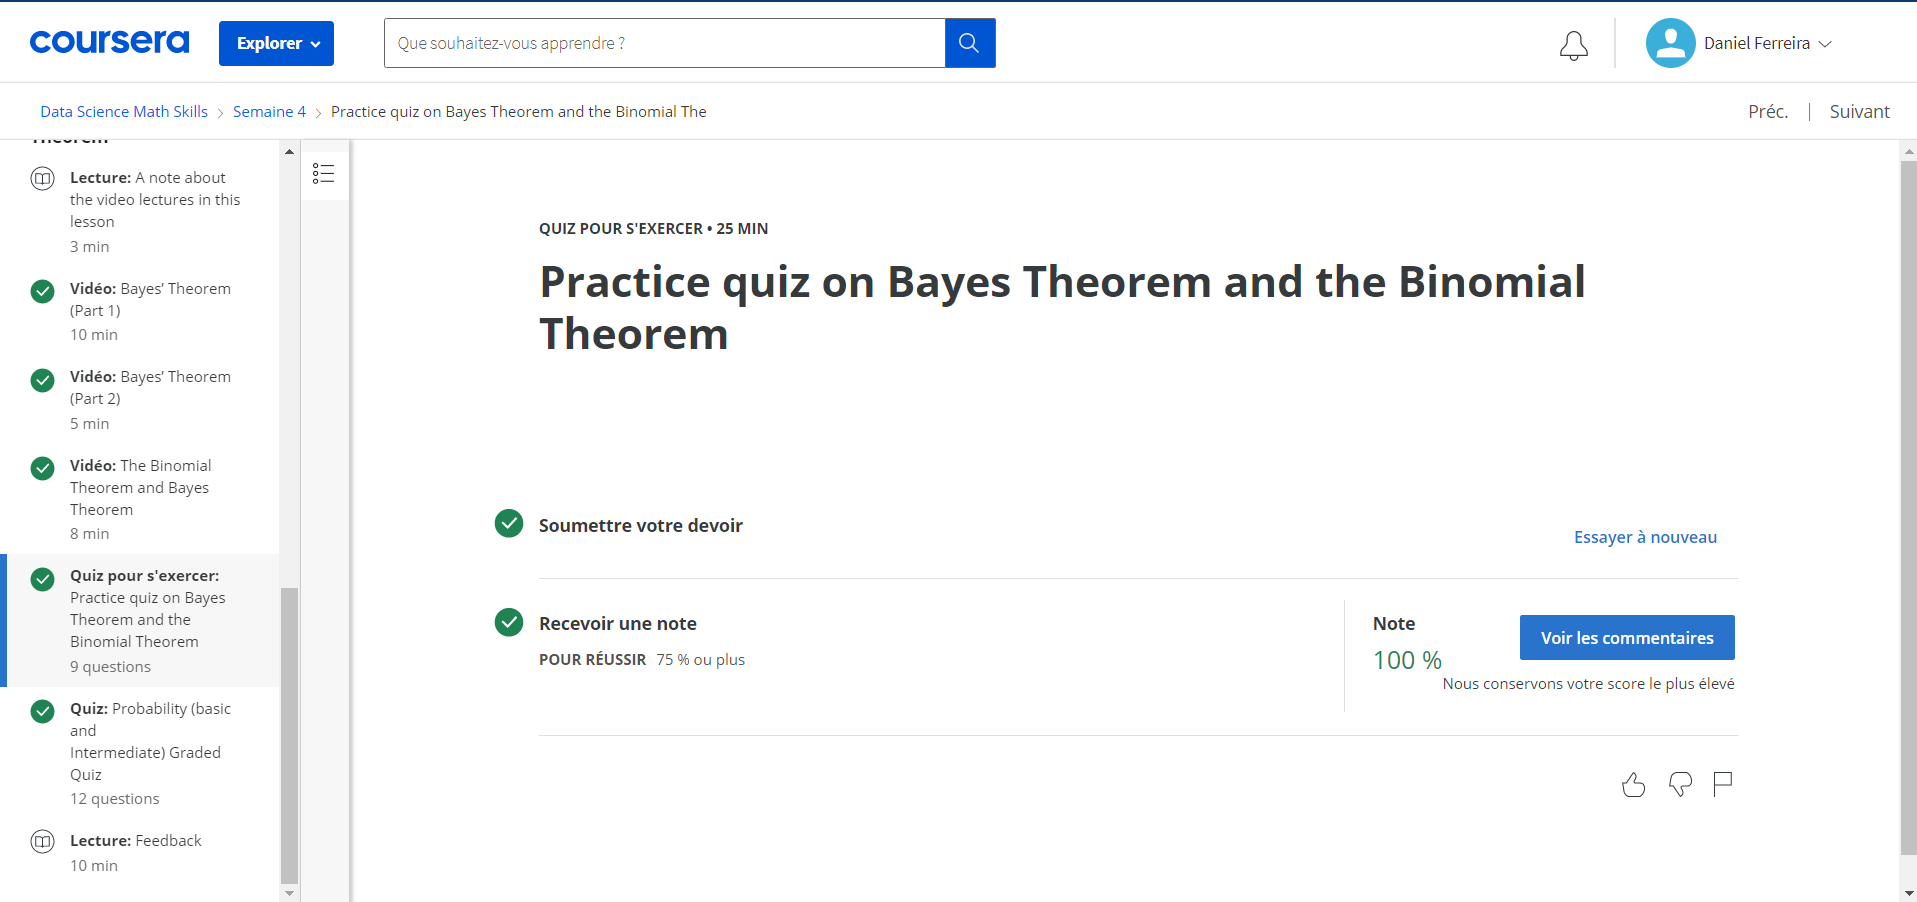 coursera
Explorer
Que souhaitez-vous apprendre ?
Daniel Ferreira
Data Science Math Skills
Semaine 4
Practice quiz on Bayes Theorem and the Binomial The
Préc.
Suivant
Theorem
Lecture: A note about
the video lectures in this
lesson
3 min
Vidéo: Bayes’ Theorem
(Part 1)
10 min
Vidéo: Bayes’ Theorem
(Part 2)
5 min
Vidéo: The Binomial
Theorem and Bayes
Theorem
8 min
Quiz pour s'exercer:
Practice quiz on Bayes
Theorem and the
Binomial Theorem
9 questions
Quiz: Probability (basic
and
Intermediate) Graded
Quiz
12 questions
Lecture: Feedback
10 min
QUIZ POUR S'EXERCER • 25 MIN
Practice quiz on Bayes Theorem and the Binomial
Theorem
Soumettre votre devoir
Essayer à nouveau
Recevoir une note
POUR RÉUSSIR 75 % ou plus
Note
100 %
Voir les commentaires
Nous conservons votre score le plus élevé